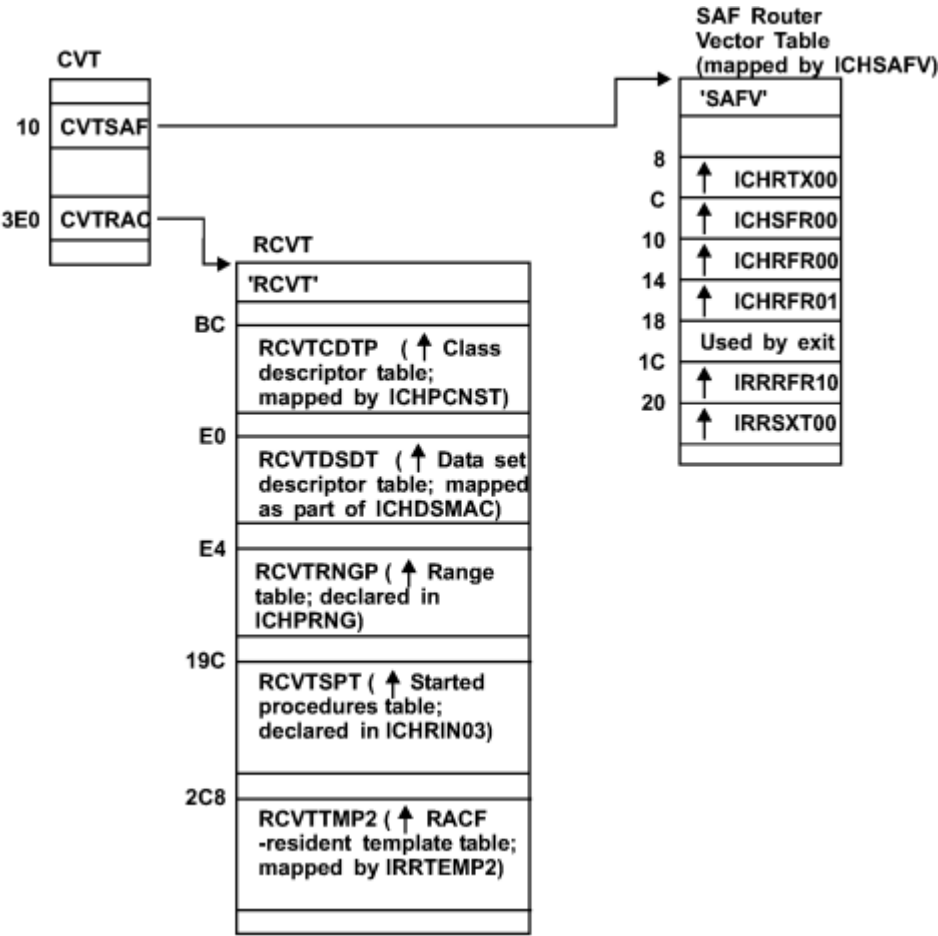 SAF Router
Vector Table
(mapped by ICHSAFV)
CVT
'SAFV'
10 CVTSAF
8
ICHRTX00
C
ICHSFR00
3E0 CVTRAC
10
ICHRFR00
RCVT
14
'RCVT'
ICHRFR01
18
BC
Used by exit
RCVTCDTP ( ↑ Class
descriptor table;
mapped by ICHPCNST)
1C
IRRRFR10
20
IRRSXT00
E0
RCVTDSDT ( ↑ Data set
descriptor table; mapped
as part of ICHDSMAC)
E4
RCVTRNGP ( ↑ Range
table; declared in
ICHPRNG)
19C
RCVTSPT ( ↑ Started
procedures table;
declared in ICHRIN03)
2C8
RCVTTMP2 ( ↑ RACF
-resident template table;
mapped by IRRTEMP2)